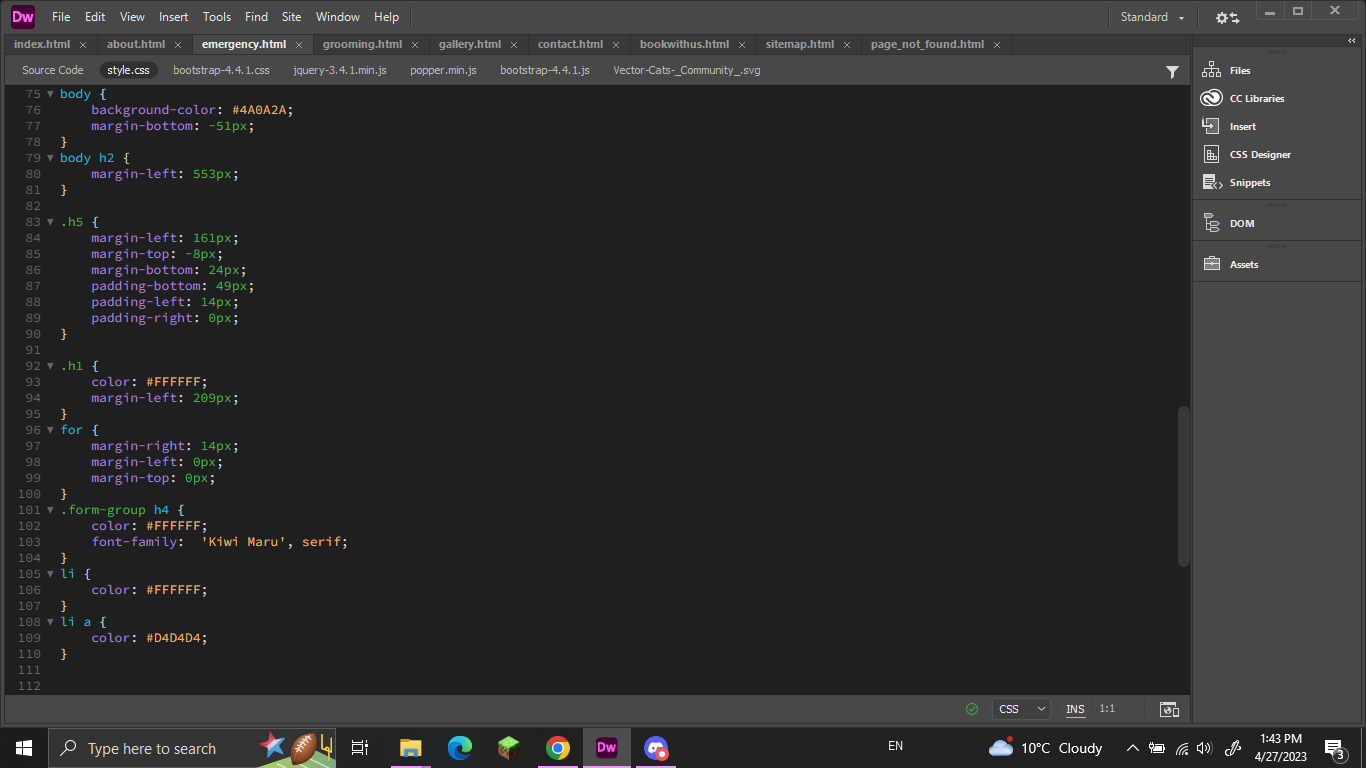 Dw File Edit View Insert Tools Find Site Window Help Standard
index.html about.html emergency.html grooming.html gallery.html contact.html bookwithus.html sitemap.html page_not_found.html
Source Code style.css bootstrap-4.4.1.css jquery-3.4.1.min.js popper.min.js bootstrap-4.4.1.js Vector-Cats-_Community_.svg
75 body {
76 background-color: #4A0A2A;
77 margin-bottom: -51px;
78 }
79 body h2 {
80 margin-left: 553px;
81 }
82
83 .h5 {
84 margin-left: 161px;
85 margin-top: -8px;
86 margin-bottom: 24px;
87 padding-bottom: 49px;
88 padding-left: 14px;
89 padding-right: 0px;
90 }
91
92 .h1 {
93 color: #FFFFFF;
94 margin-left: 209px;
95 }
96 for {
97 margin-right: 14px;
98 margin-left: 0px;
99 margin-top: 0px;
100 }
101 .form-group h4 {
102 color: #FFFFFF;
103 font-family:  'Kiwi Maru', serif;
104 }
105 li {
106 color: #FFFFFF;
107 }
108 li a {
109 color: #D4D4D4;
110 }
111
112
Files
CC Libraries
Insert
CSS Designer
Snippets
DOM
Assets
CSS INS 1:1
Type here to search Dw EN 10°C Cloudy
1:43 PM
4/27/2023
3